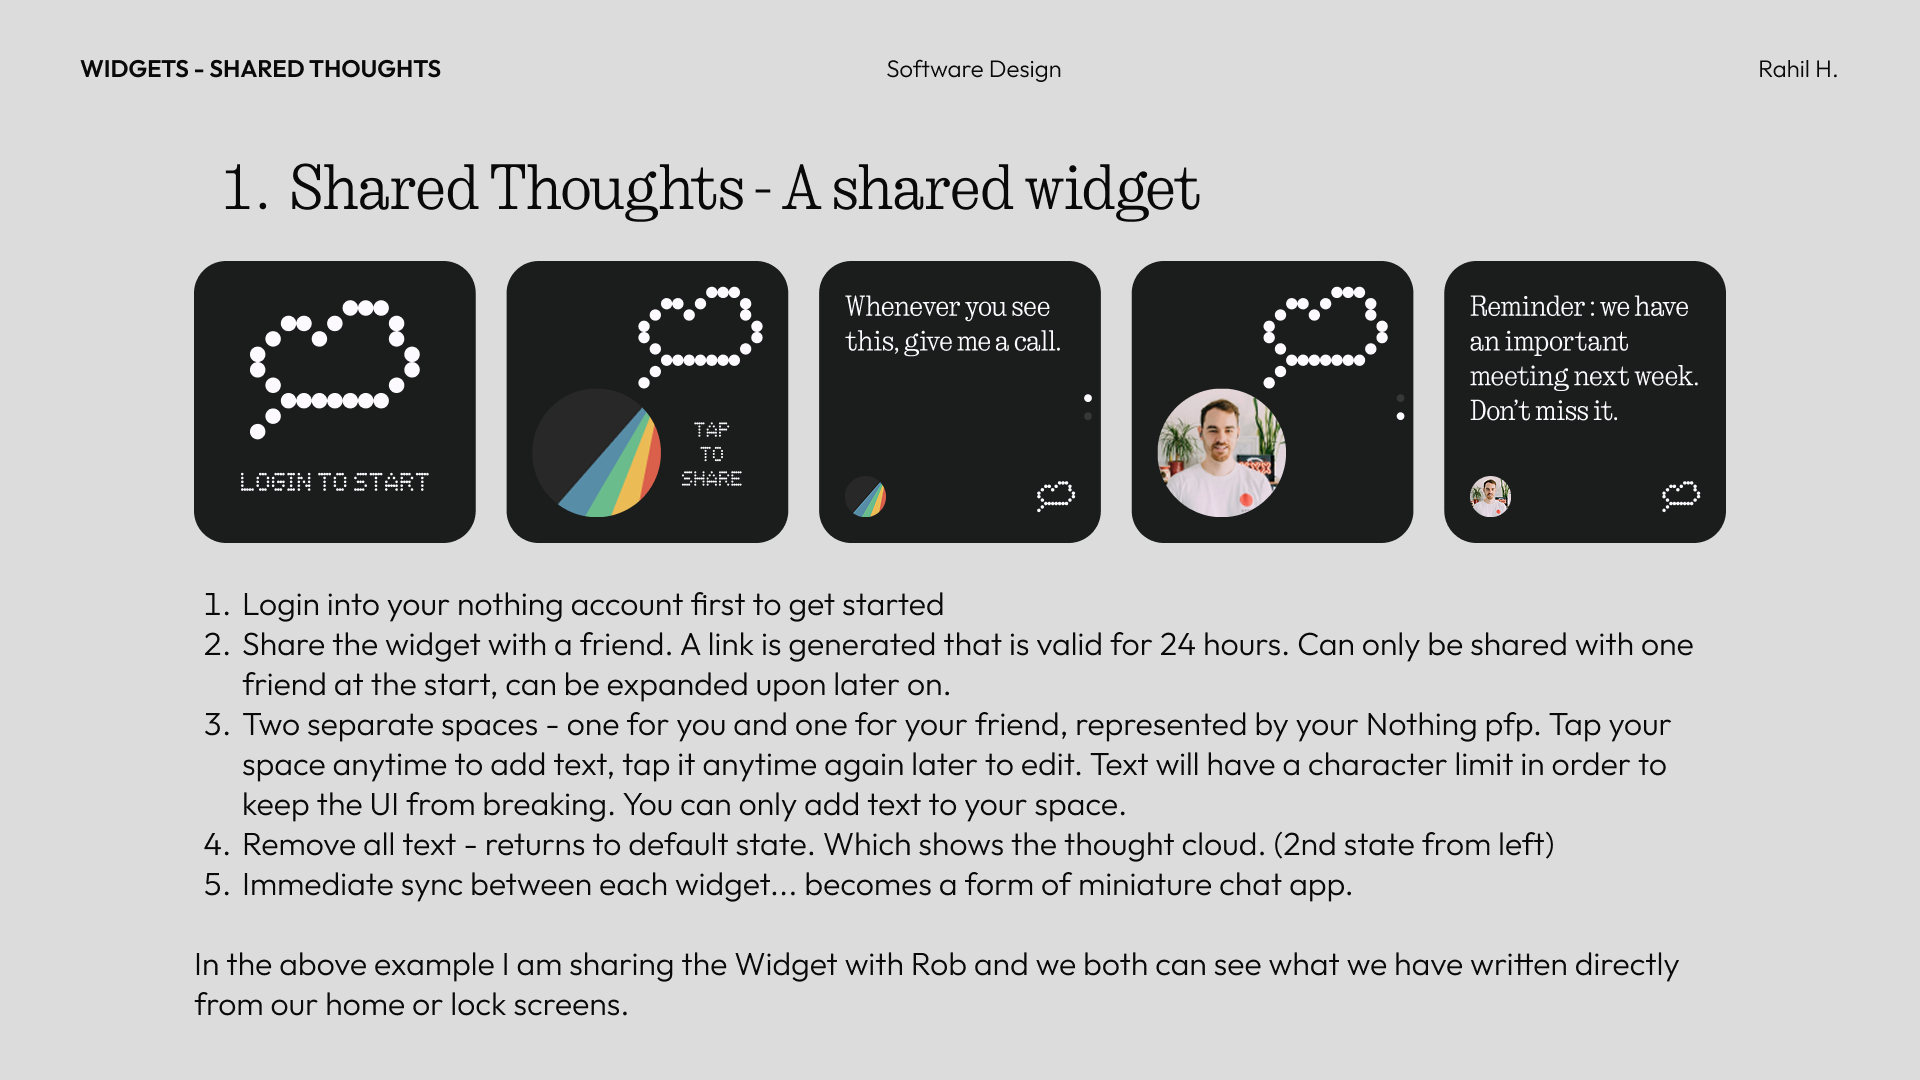 WIDGETS - SHARED THOUGHTS
Software Design
Rahil H.
1. Shared Thoughts - A shared widget
LOGIN TO START
TAP
TO
SHARE
Whenever you see
this, give me a call.
Reminder : we have
an important
meeting next week.
Don't miss it.
1. Login into your nothing account first to get started
2. Share the widget with a friend. A link is generated that is valid for 24 hours. Can only be shared with one
friend at the start, can be expanded upon later on.
3. Two separate spaces - one for you and one for your friend, represented by your Nothing pfp. Tap your
space anytime to add text, tap it anytime again later to edit. Text will have a character limit in order to
keep the UI from breaking. You can only add text to your space.
4. Remove all text - returns to default state. Which shows the thought cloud. (2nd state from left)
5. Immediate sync between each widget... becomes a form of miniature chat app.
In the above example I am sharing the Widget with Rob and we both can see what we have written directly
from our home or lock screens.